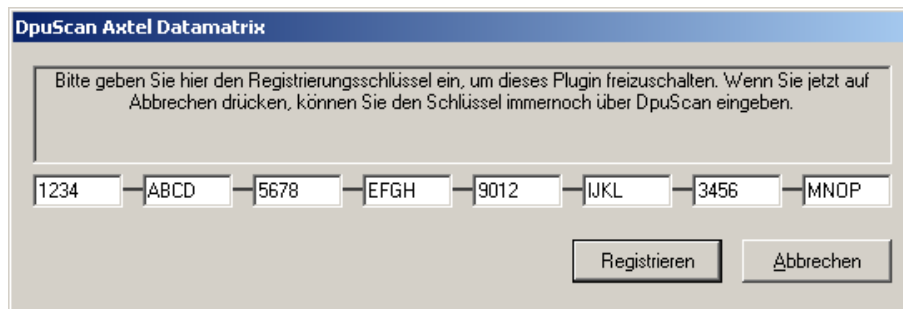 DpuScan Axtel Datamatrix
Bitte geben Sie hier den Registrierungsschlüssel ein, um dieses Plugin freizuschalten. Wenn Sie jetzt auf
Abbrechen drücken, können Sie den Schlüssel immernoch über DpuScan eingeben.
1234 — ABCD — 5678 — EFGH — 9012 — IJKL — 3456 — MNOP
Registrieren Abbrechen